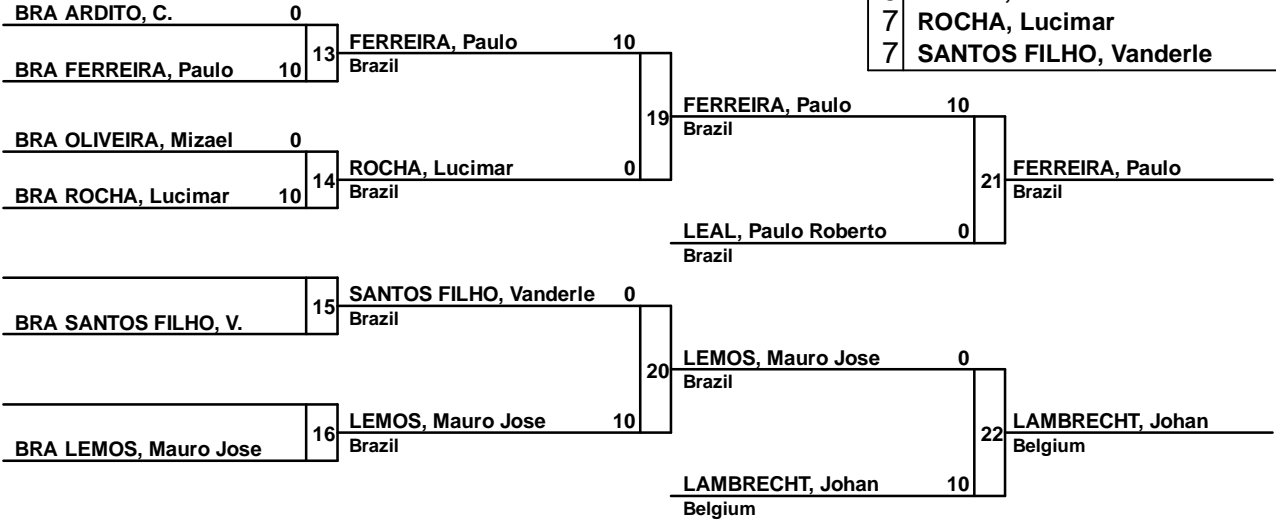 BRA ARDITO, C. 0
7 ROCHA, Lucimar
7 SANTOS FILHO, Vanderle
13 FERREIRA, Paulo 10
Brazil
BRA FERREIRA, Paulo 10
19 FERREIRA, Paulo 10
Brazil
BRA OLIVEIRA, Mizael 0
14 ROCHA, Lucimar 0
Brazil
BRA ROCHA, Lucimar 10
21 FERREIRA, Paulo
Brazil
LEAL, Paulo Roberto 0
Brazil
15 SANTOS FILHO, Vanderle 0
Brazil
BRA SANTOS FILHO, V.
20 LEMOS, Mauro Jose 0
Brazil
16 LEMOS, Mauro Jose 10
Brazil
BRA LEMOS, Mauro Jose
22 LAMBRECHT, Johan
Belgium
LAMBRECHT, Johan 10
Belgium